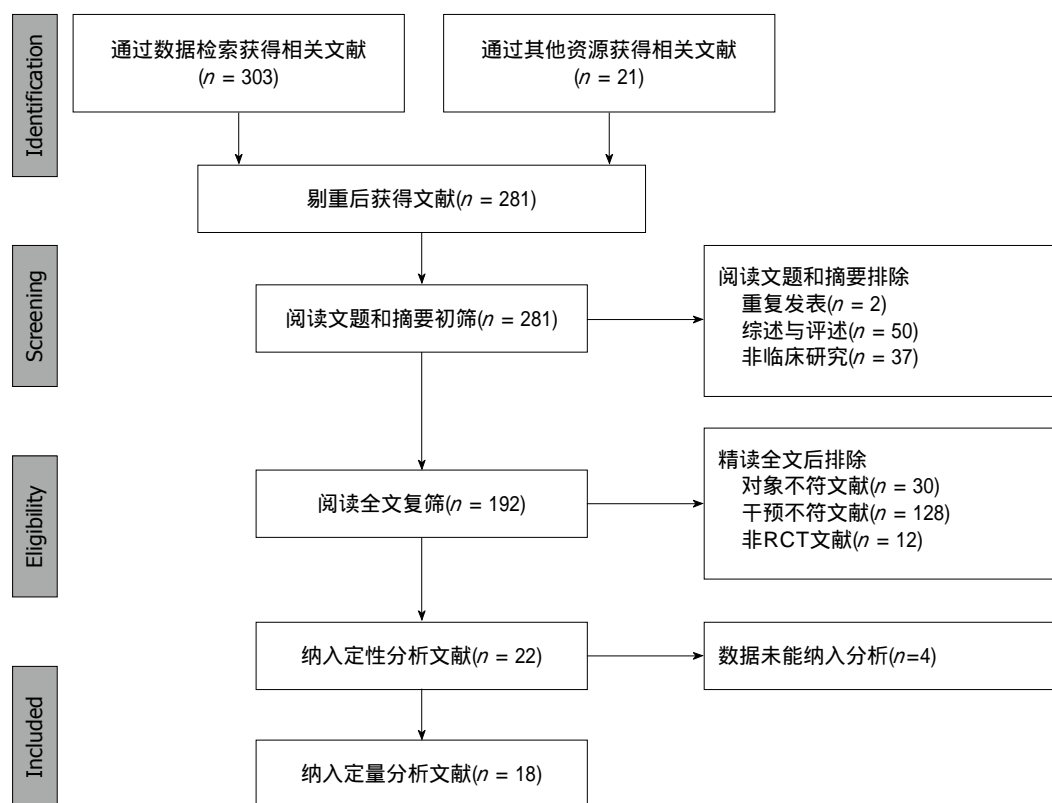 Identification
通过数据检索获得相关文献
(n = 303)
通过其他资源获得相关文献
(n = 21)
剔重后获得文献(n = 281)
Screening
阅读文题和摘要初筛(n = 281)
阅读文题和摘要排除
重复发表(n = 2)
综述与评述(n = 50)
非临床研究(n = 37)
Eligibility
阅读全文复筛(n = 192)
精读全文后排除
对象不符文献(n = 30)
干预不符文献(n = 128)
非RCT文献(n = 12)
Included
纳入定性分析文献(n = 22)
数据未能纳入分析(n=4)
纳入定量分析文献(n = 18)